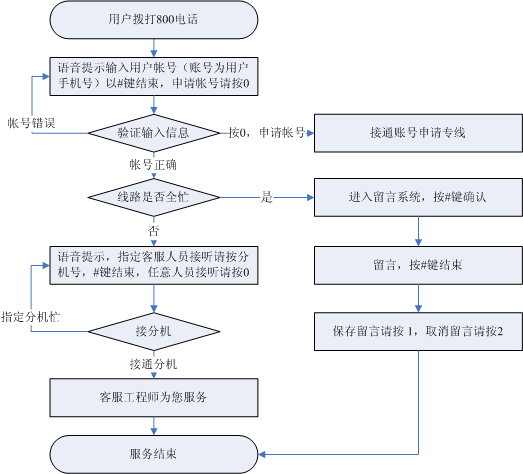 用户拨打800电话
语音提示输入用户帐号（账号为用户
手机号）以#键结束，申请帐号请按0
帐号错误
验证输入信息
按0，申请帐号
接通账号申请专线
帐号正确
线路是否全忙
是
进入留言系统，按#键确认
否
语音提示，指定客服人员接听请按分
机号，#键结束，任意人员接听请按0
留言，按#键结束
指定分机忙
接分机
保存留言请按1，取消留言请按2
接通分机
客服工程师为您服务
服务结束